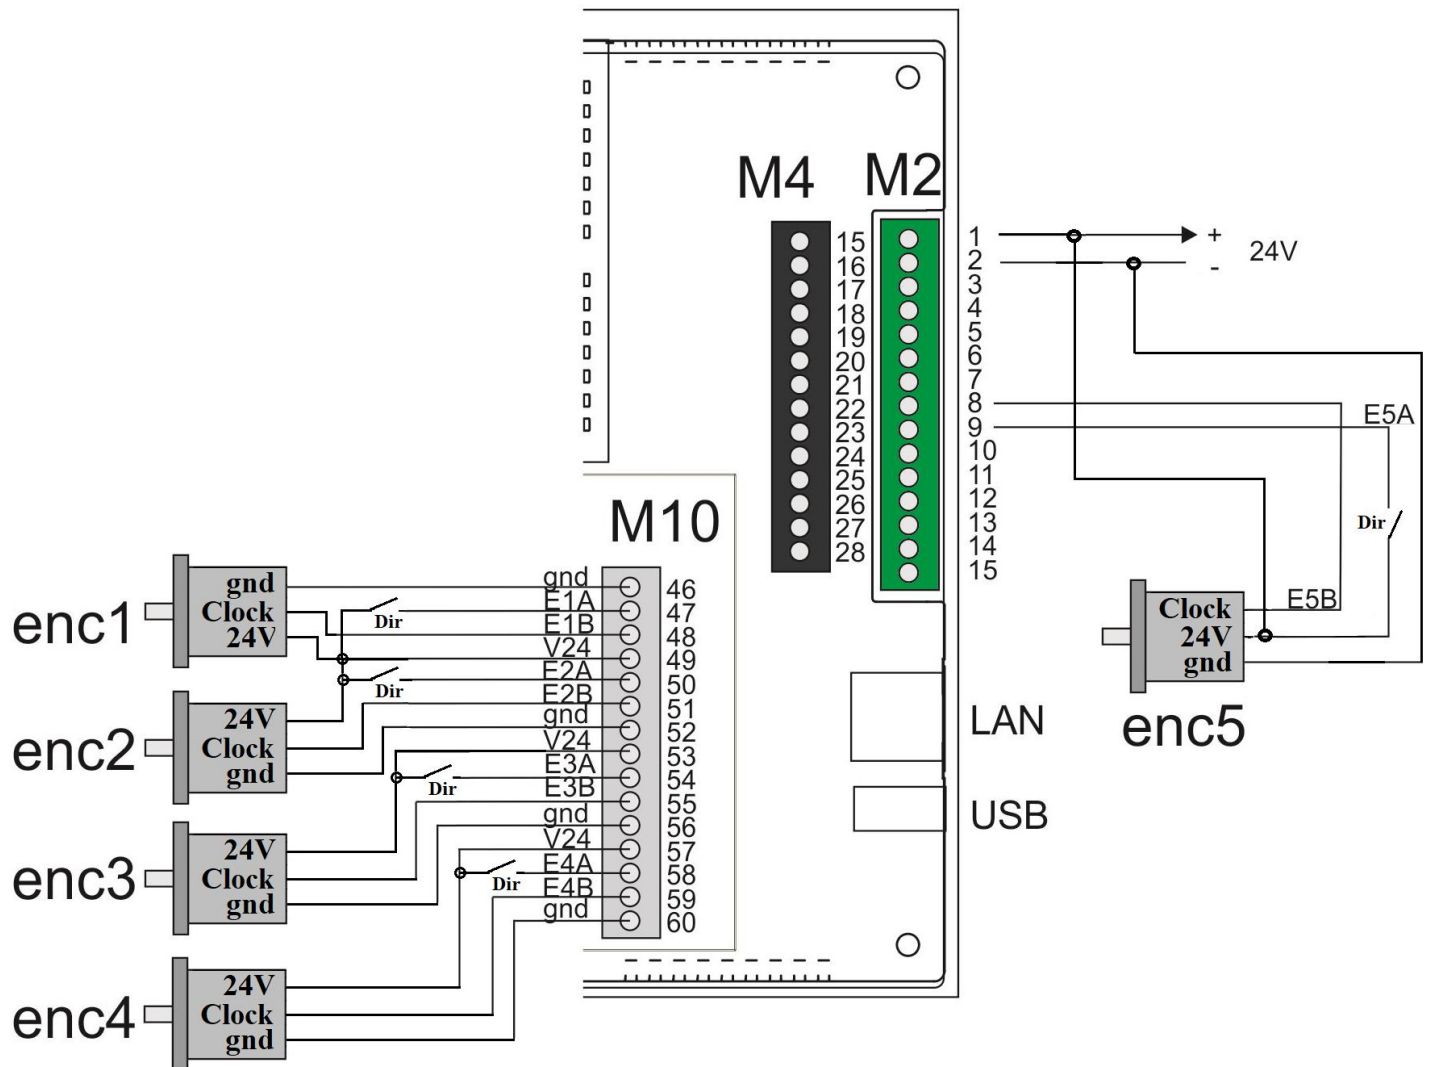 M4
M2
15
16
17
18
19
20
21
22
23
24
25
26
27
28
1
2
3
4
5
6
7
8
9
10
11
12
13
14
15
+
-
24V
E5A
Dir
E5B
Clock
24V
gnd
enc5
LAN
USB
M10
gnd
E1A
E1B
V24
E2A
E2B
gnd
V24
E3A
E3B
gnd
V24
E4A
E4B
gnd
46
47
48
49
50
51
52
53
54
55
56
57
58
59
60
Dir
Dir
Dir
Dir
enc1
gnd
Clock
24V
enc2
24V
Clock
gnd
enc3
24V
Clock
gnd
enc4
24V
Clock
gnd